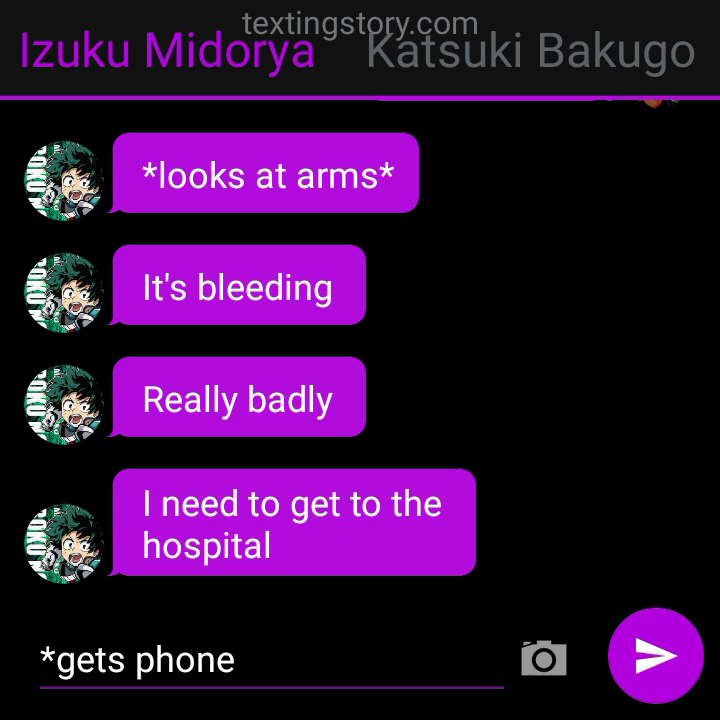 textingstory.com
Izuku Midorya Katsuki Bakugo
*looks at arms*
It's bleeding
Really badly
I need to get to the
hospital
*gets phone